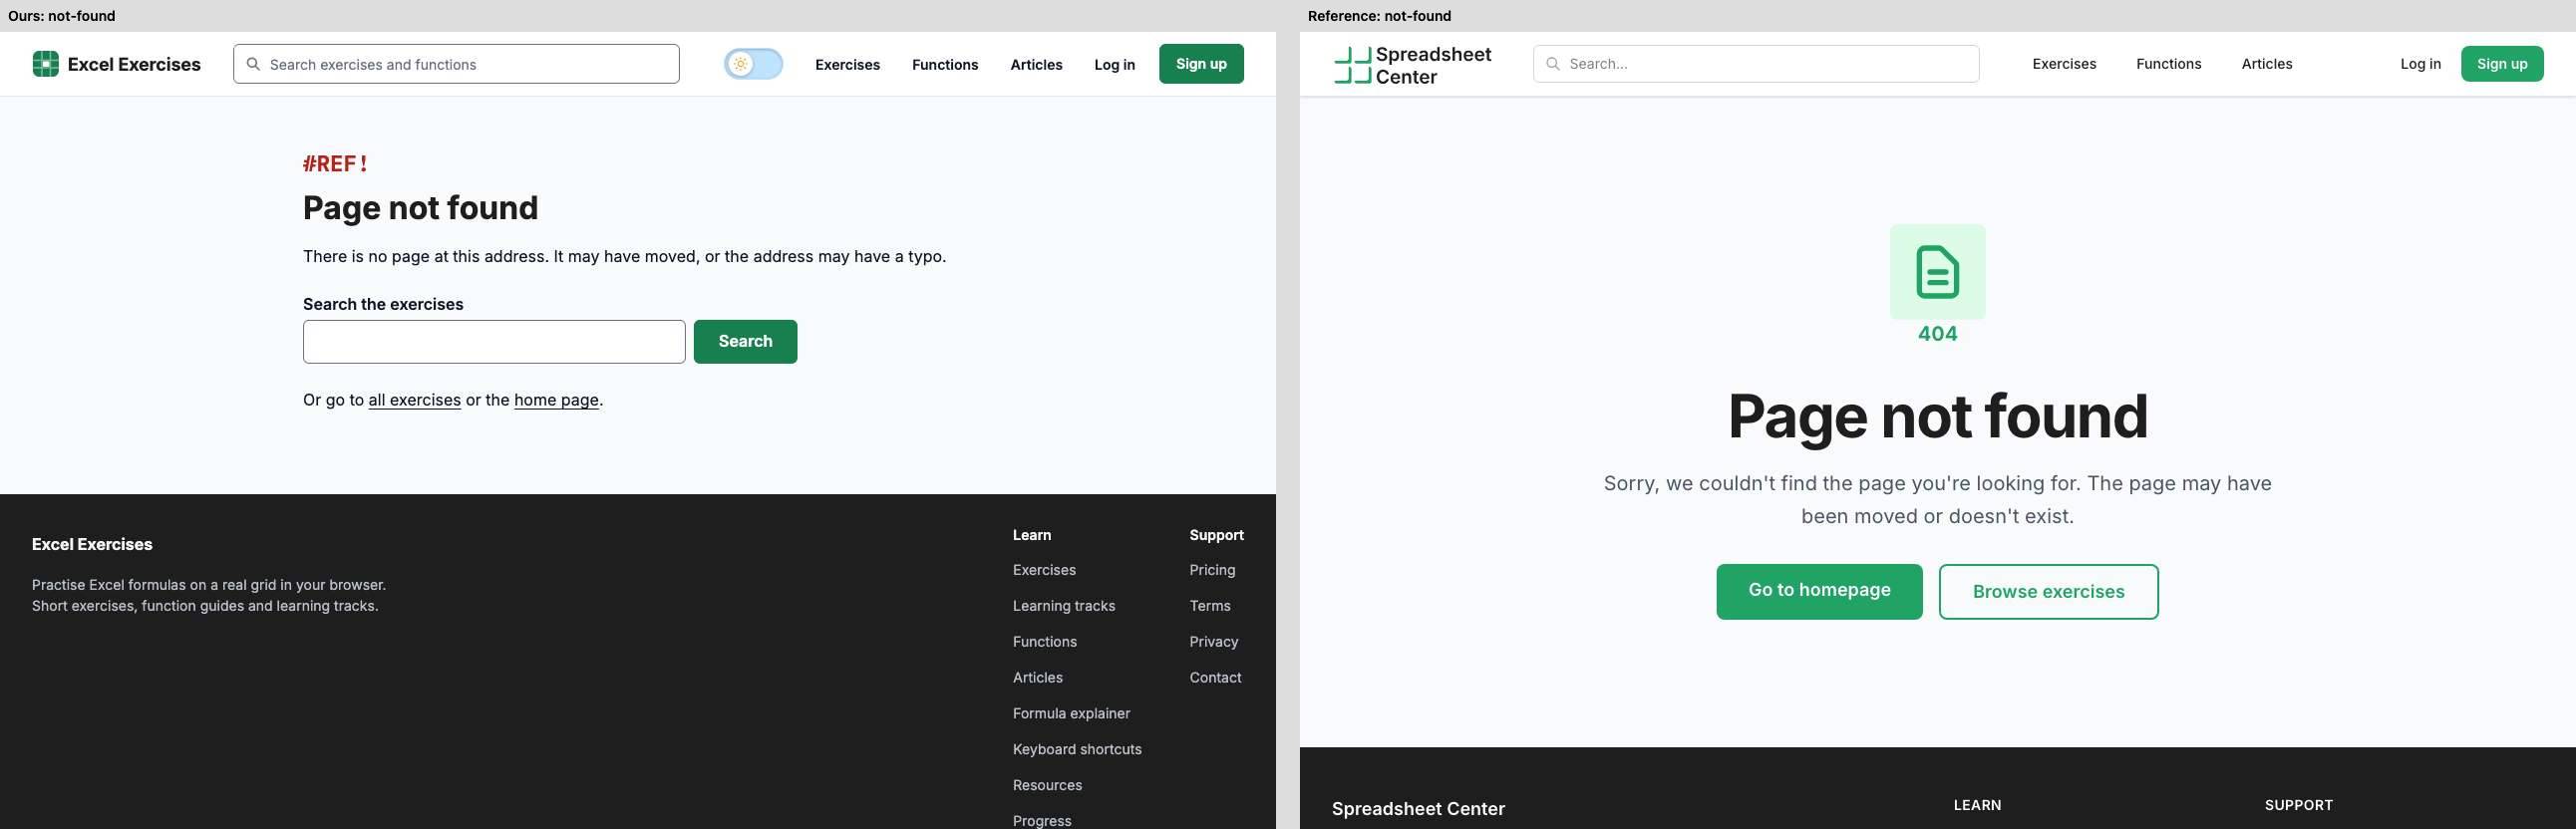 Ours: not-found
Excel Exercises
Search exercises and functions
Exercises
Functions
Articles
Log in
Sign up
#REF!
Page not found
There is no page at this address. It may have moved, or the address may have a typo.
Search the exercises
Search
Or go to all exercises or the home page.
Excel Exercises
Practise Excel formulas on a real grid in your browser.
Short exercises, function guides and learning tracks.
Learn
Exercises
Learning tracks
Functions
Articles
Formula explainer
Keyboard shortcuts
Resources
Progress
Support
Pricing
Terms
Privacy
Contact
Reference: not-found
Spreadsheet
Center
Search...
Exercises
Functions
Articles
Log in
Sign up
404
Page not found
Sorry, we couldn't find the page you're looking for. The page may have
been moved or doesn't exist.
Go to homepage
Browse exercises
Spreadsheet Center
LEARN
SUPPORT